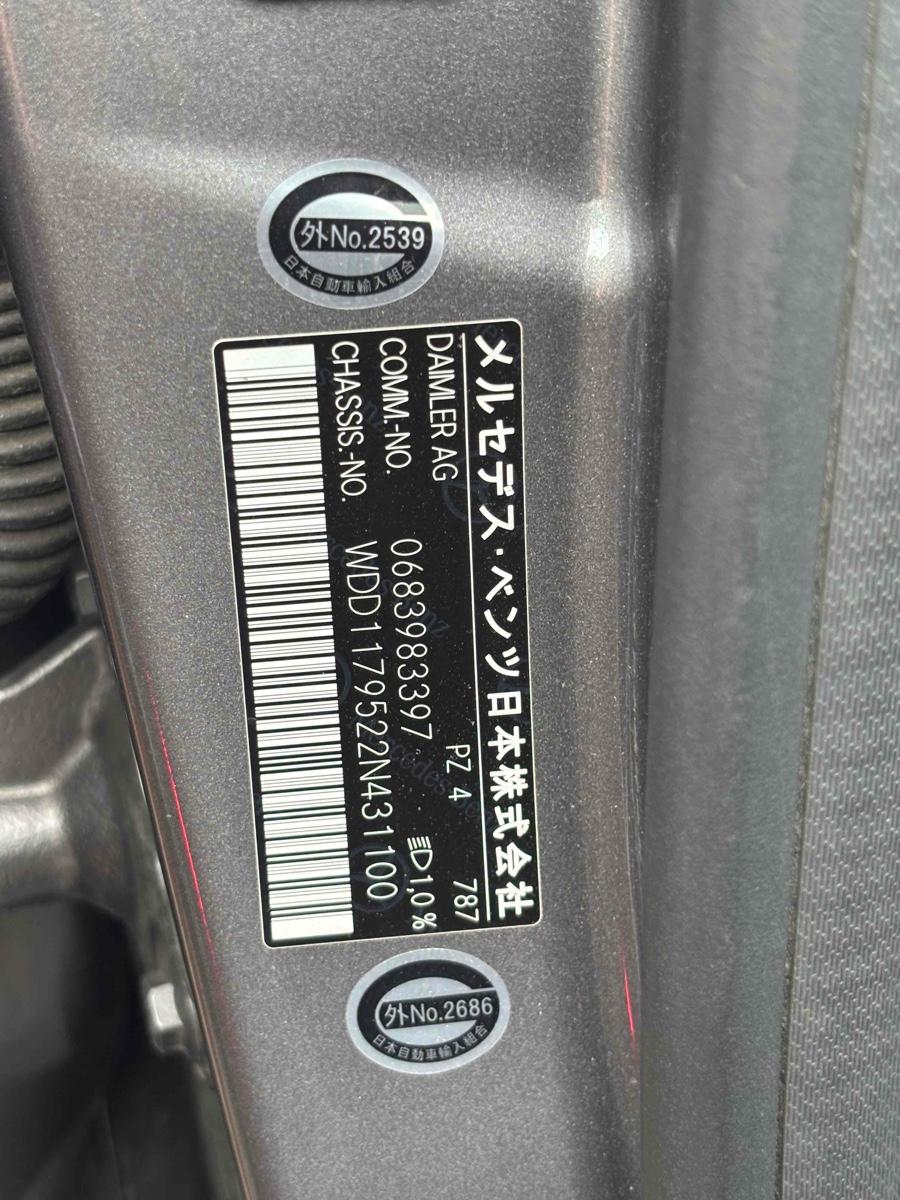 外No.2539
日本自動車輸入組合
メルセデス・ベンツ日本株式会社
DAIMLER AG 787
COMM.-NO. 0683983397 PZ 4 1,0%
CHASSIS.-NO. WDD1179522N431100
外No.2686
日本自動車輸入組合